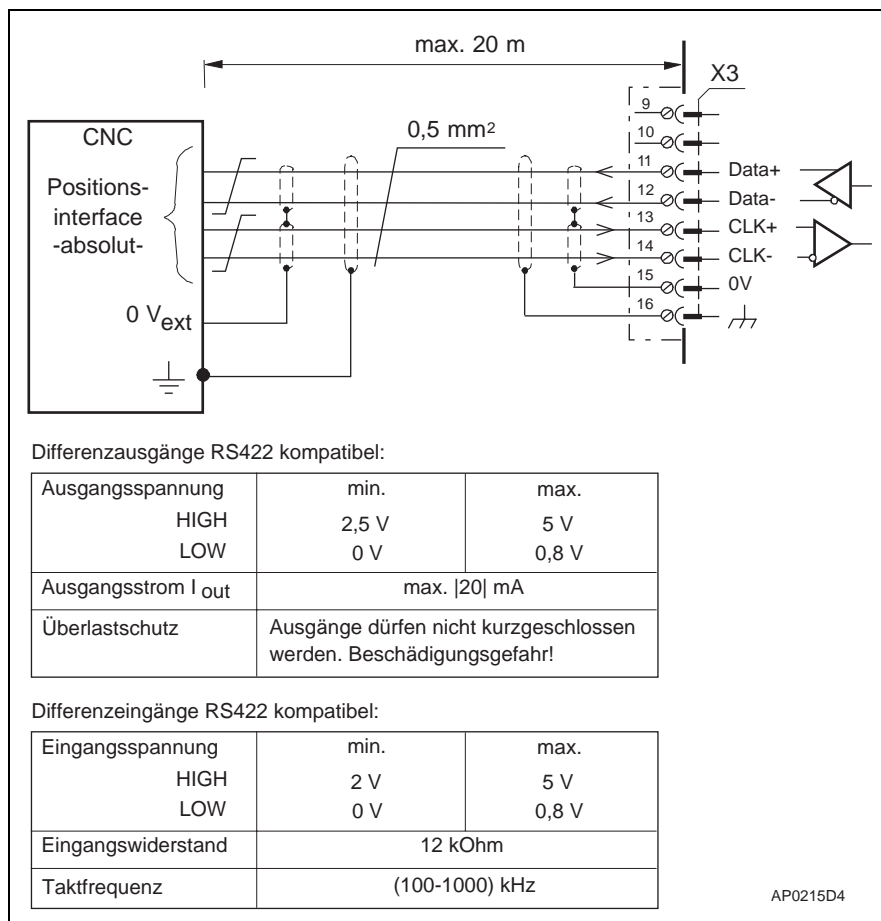 max. 20 m
X3
CNC
Positions-
interface
-absolut-
0 Vext
0,5 mm²
9
10
11 Data+
12 Data-
13 CLK+
14 CLK-
15 0V
16
Differenzausgänge RS422 kompatibel:
Ausgangsspannung min. max.
HIGH 2,5 V 5 V
LOW 0 V 0,8 V
Ausgangsstrom I out max. |20| mA
Überlastschutz Ausgänge dürfen nicht kurzgeschlossen
werden. Beschädigungsgefahr!
Differenzeingänge RS422 kompatibel:
Eingangsspannung min. max.
HIGH 2 V 5 V
LOW 0 V 0,8 V
Eingangswiderstand 12 kOhm
Taktfrequenz (100-1000) kHz
AP0215D4